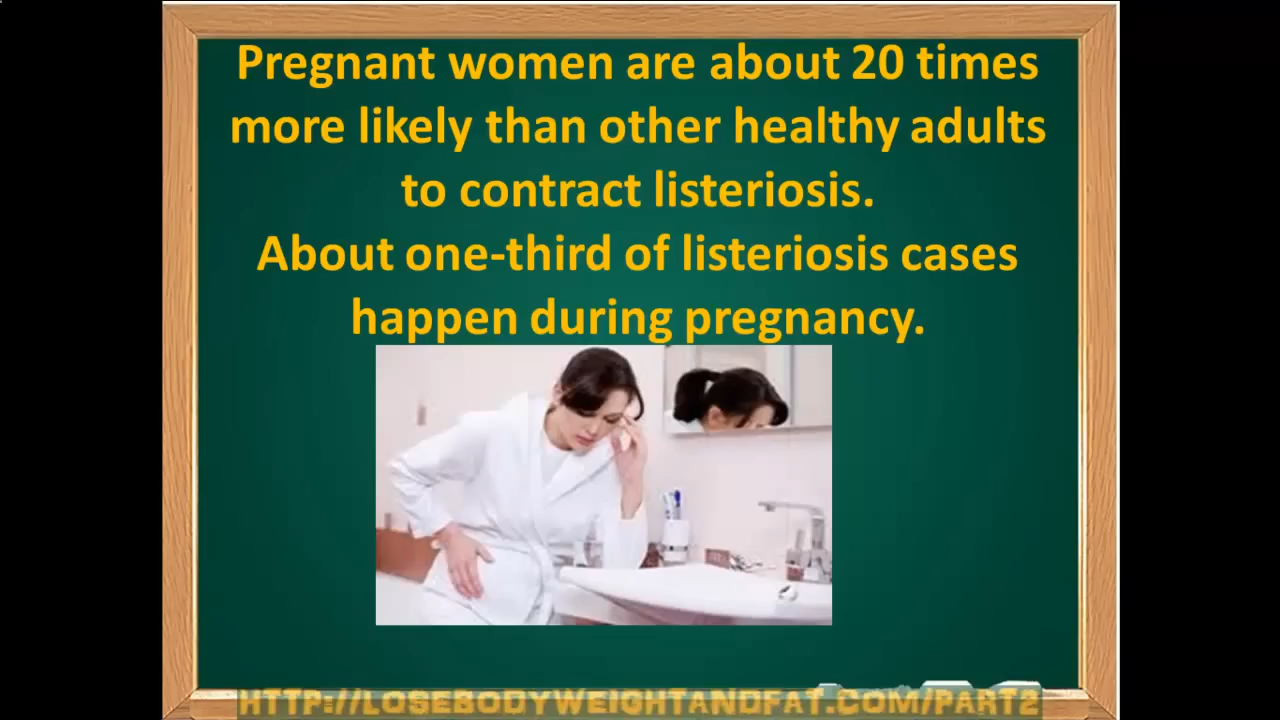 Pregnant women are about 20 times
more likely than other healthy adults
to contract listeriosis.
About one-third of listeriosis cases
happen during pregnancy.
HTTP://LOSEBODYWEIGHTANDFAT.COM/PART2